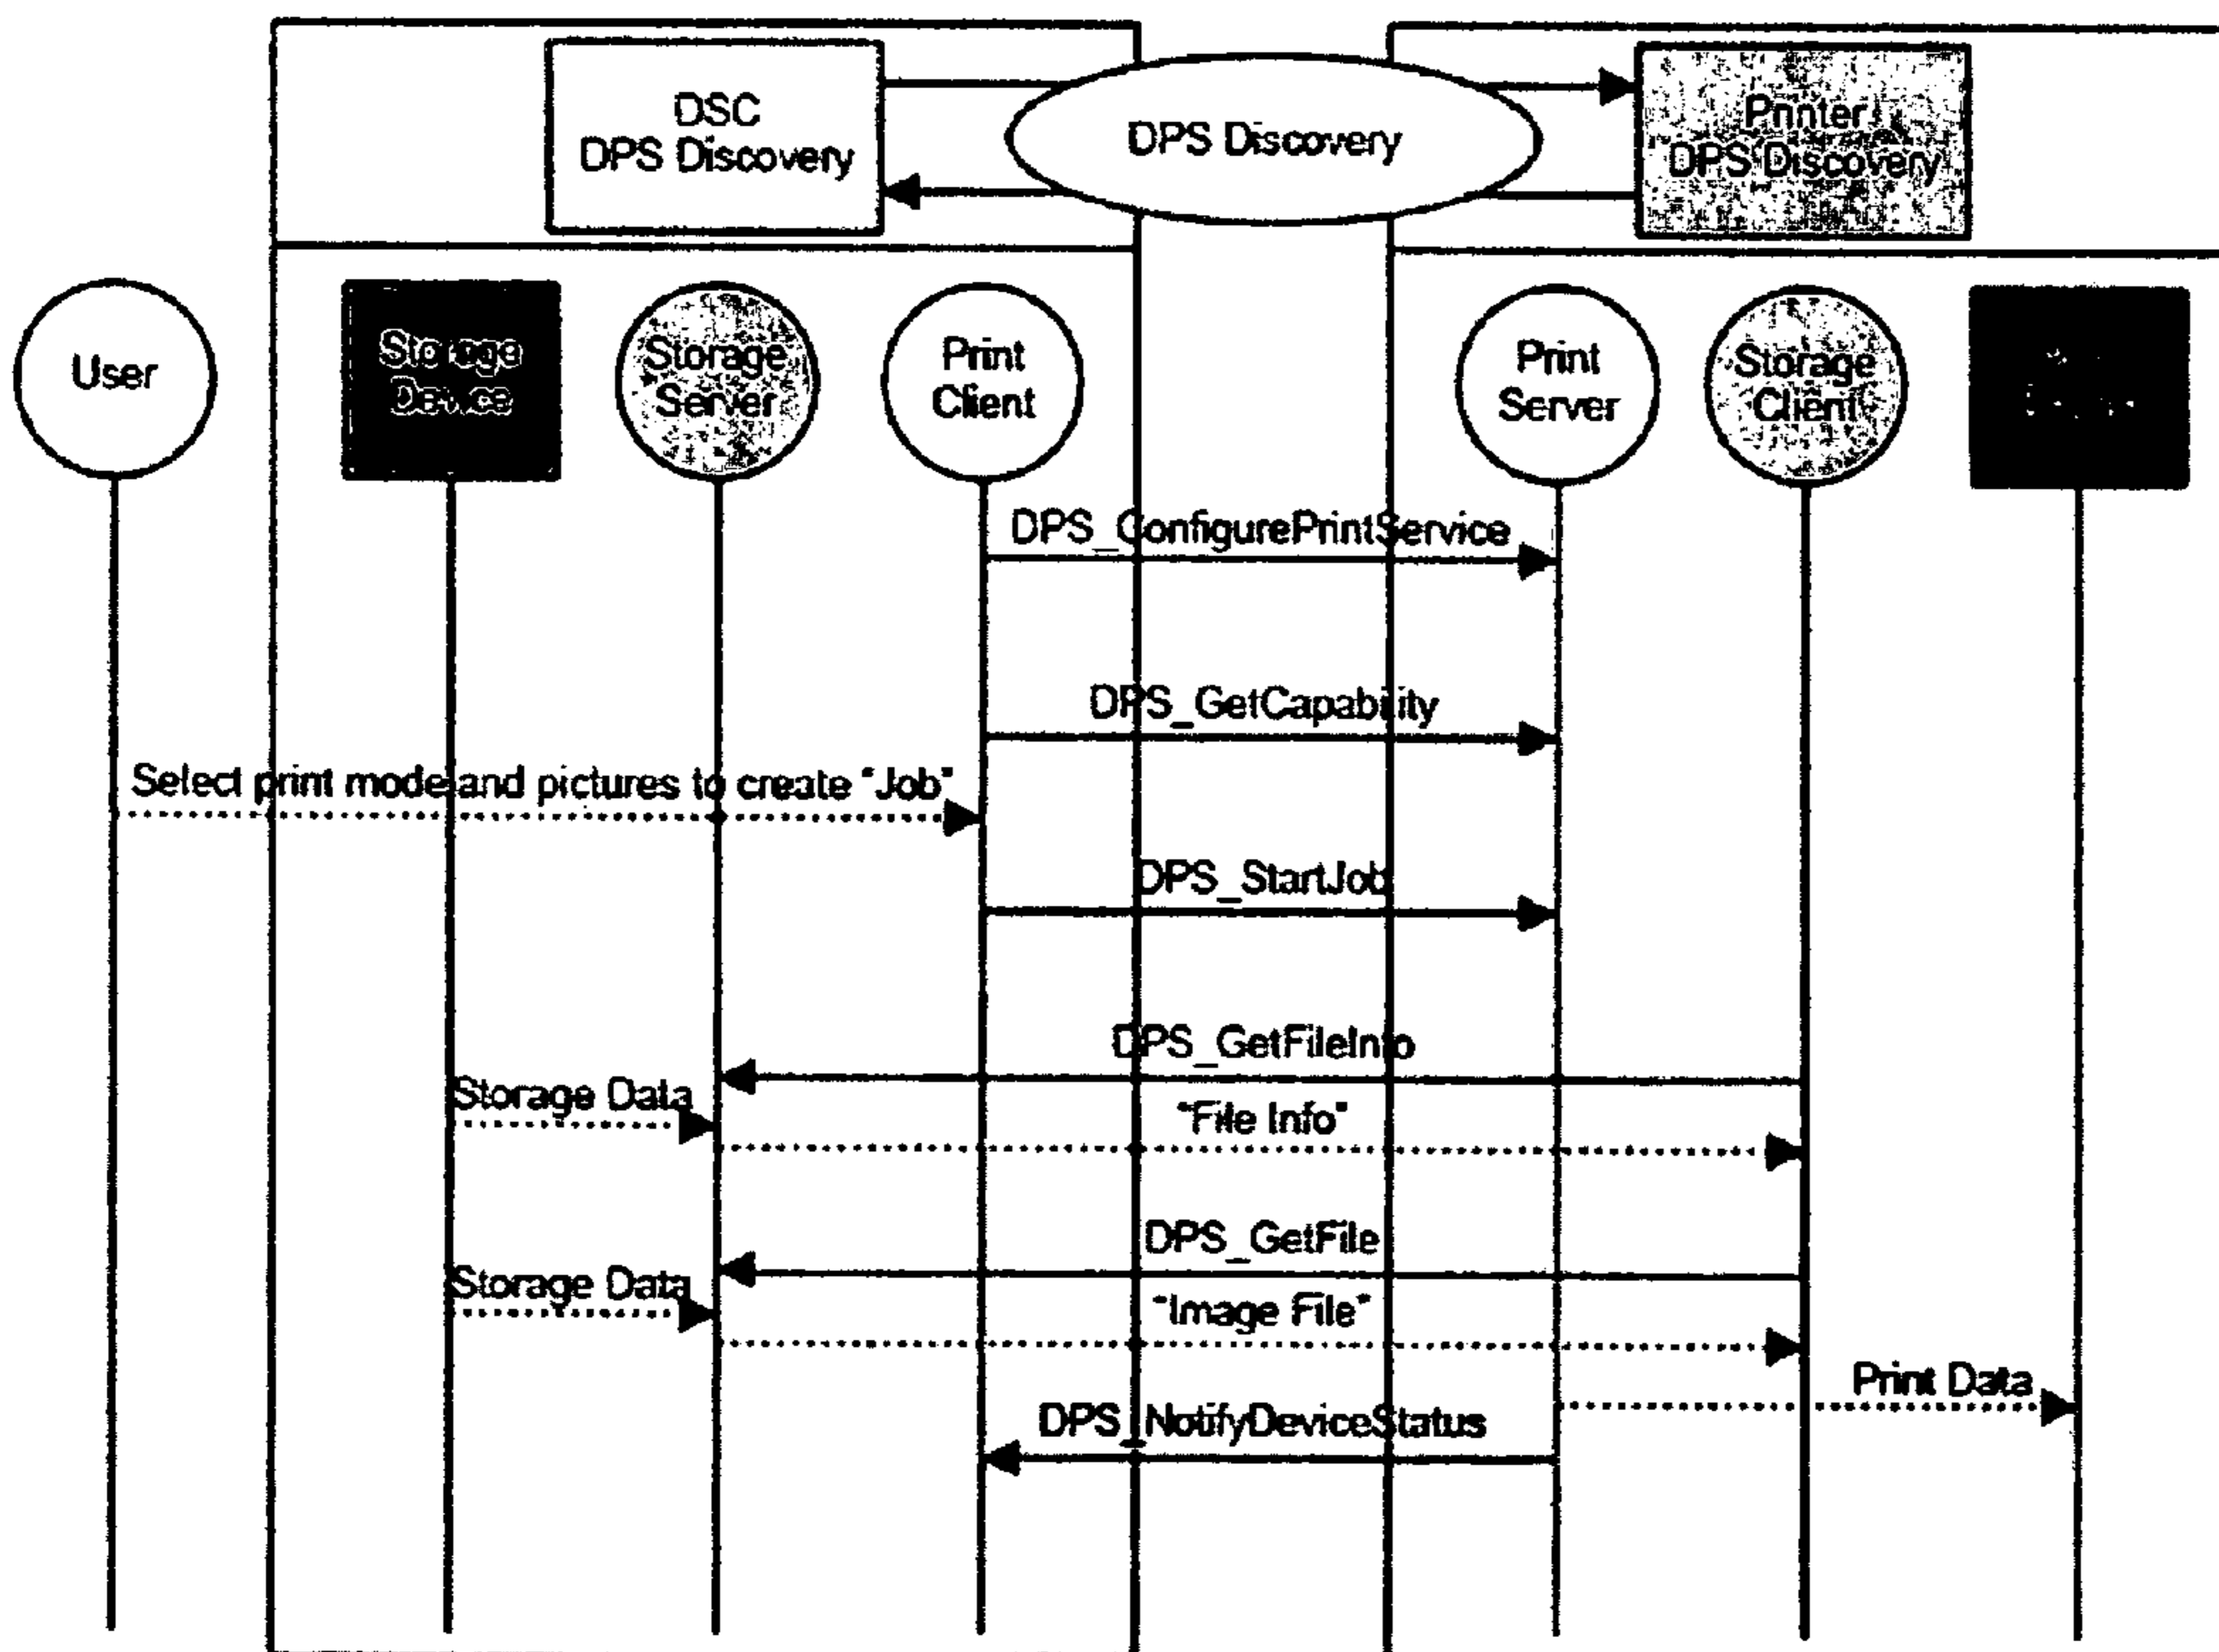 DSC
DPS Discovery
DPS Discovery
Printer
DPS Discovery
User
Storage
Device
Storage
Server
Print
Client
Print
Server
Storage
Client
DPS_ConfigurePrintService
DPS_GetCapability
Select print mode and pictures to create "Job"
DPS_StartJob
DPS_GetFileInfo
Storage Data
"File Info"
DPS_GetFile
Storage Data
"Image File"
Print Data
DPS_NotifyDeviceStatus